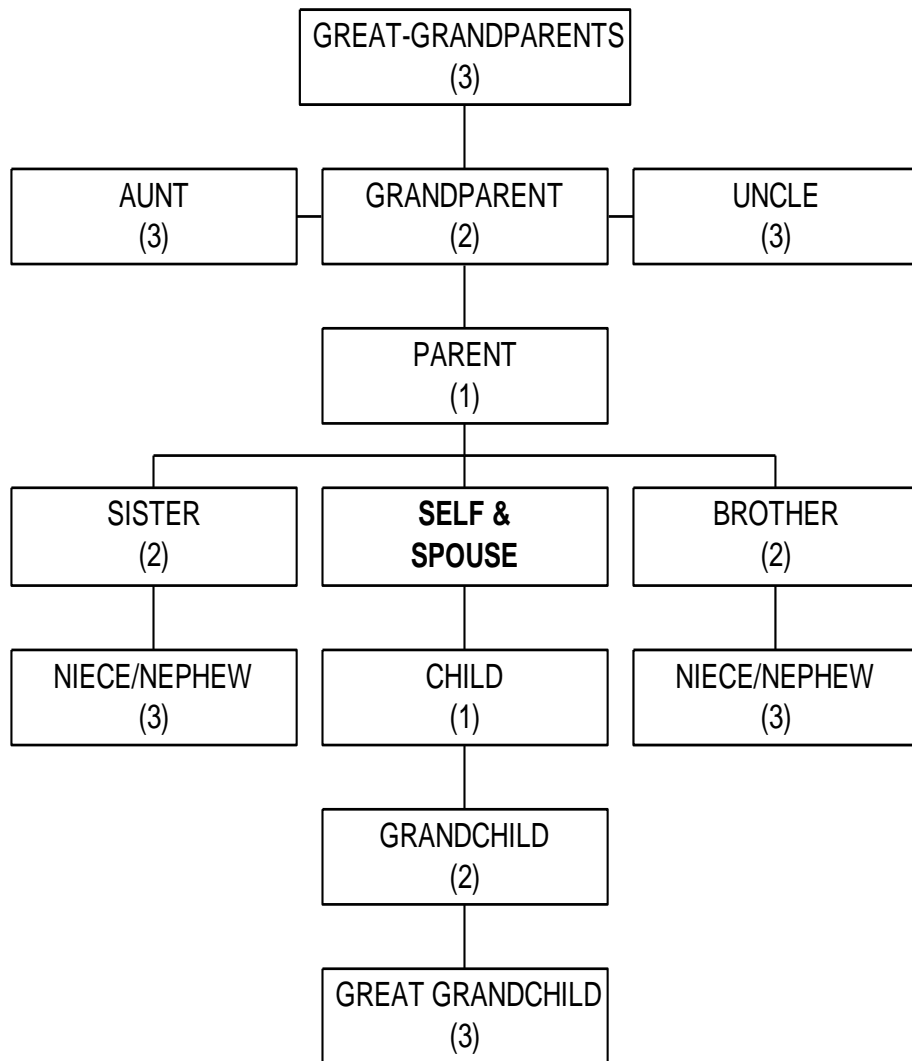 GREAT-GRANDPARENTS
(3)
AUNT
(3)
GRANDPARENT
(2)
UNCLE
(3)
PARENT
(1)
SISTER
(2)
SELF &
SPOUSE
BROTHER
(2)
NIECE/NEPHEW
(3)
CHILD
(1)
NIECE/NEPHEW
(3)
GRANDCHILD
(2)
GREAT GRANDCHILD
(3)